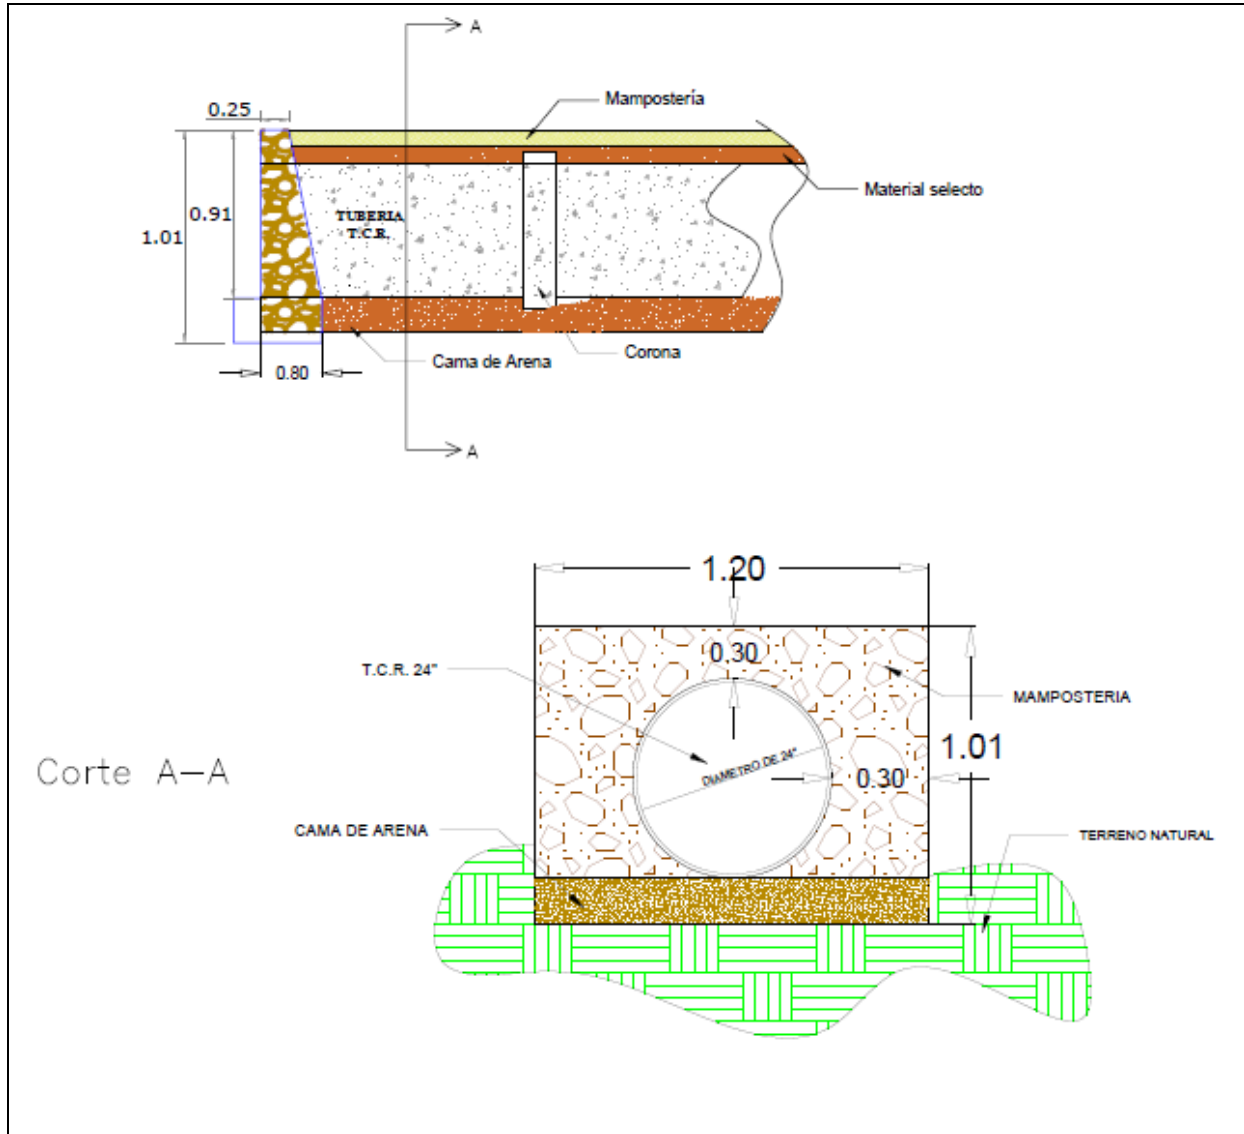 A
0.25
Mampostería
Material selecto
0.91
1.01
TUBERIA
T.C.R.
Corona
Cama de Arena
0.80
A
1.20
T.C.R. 24"
0.30
MAMPOSTERIA
1.01
Corte A-A
DIAMETRO DE 24"
0.30
CAMA DE ARENA
TERRENO NATURAL